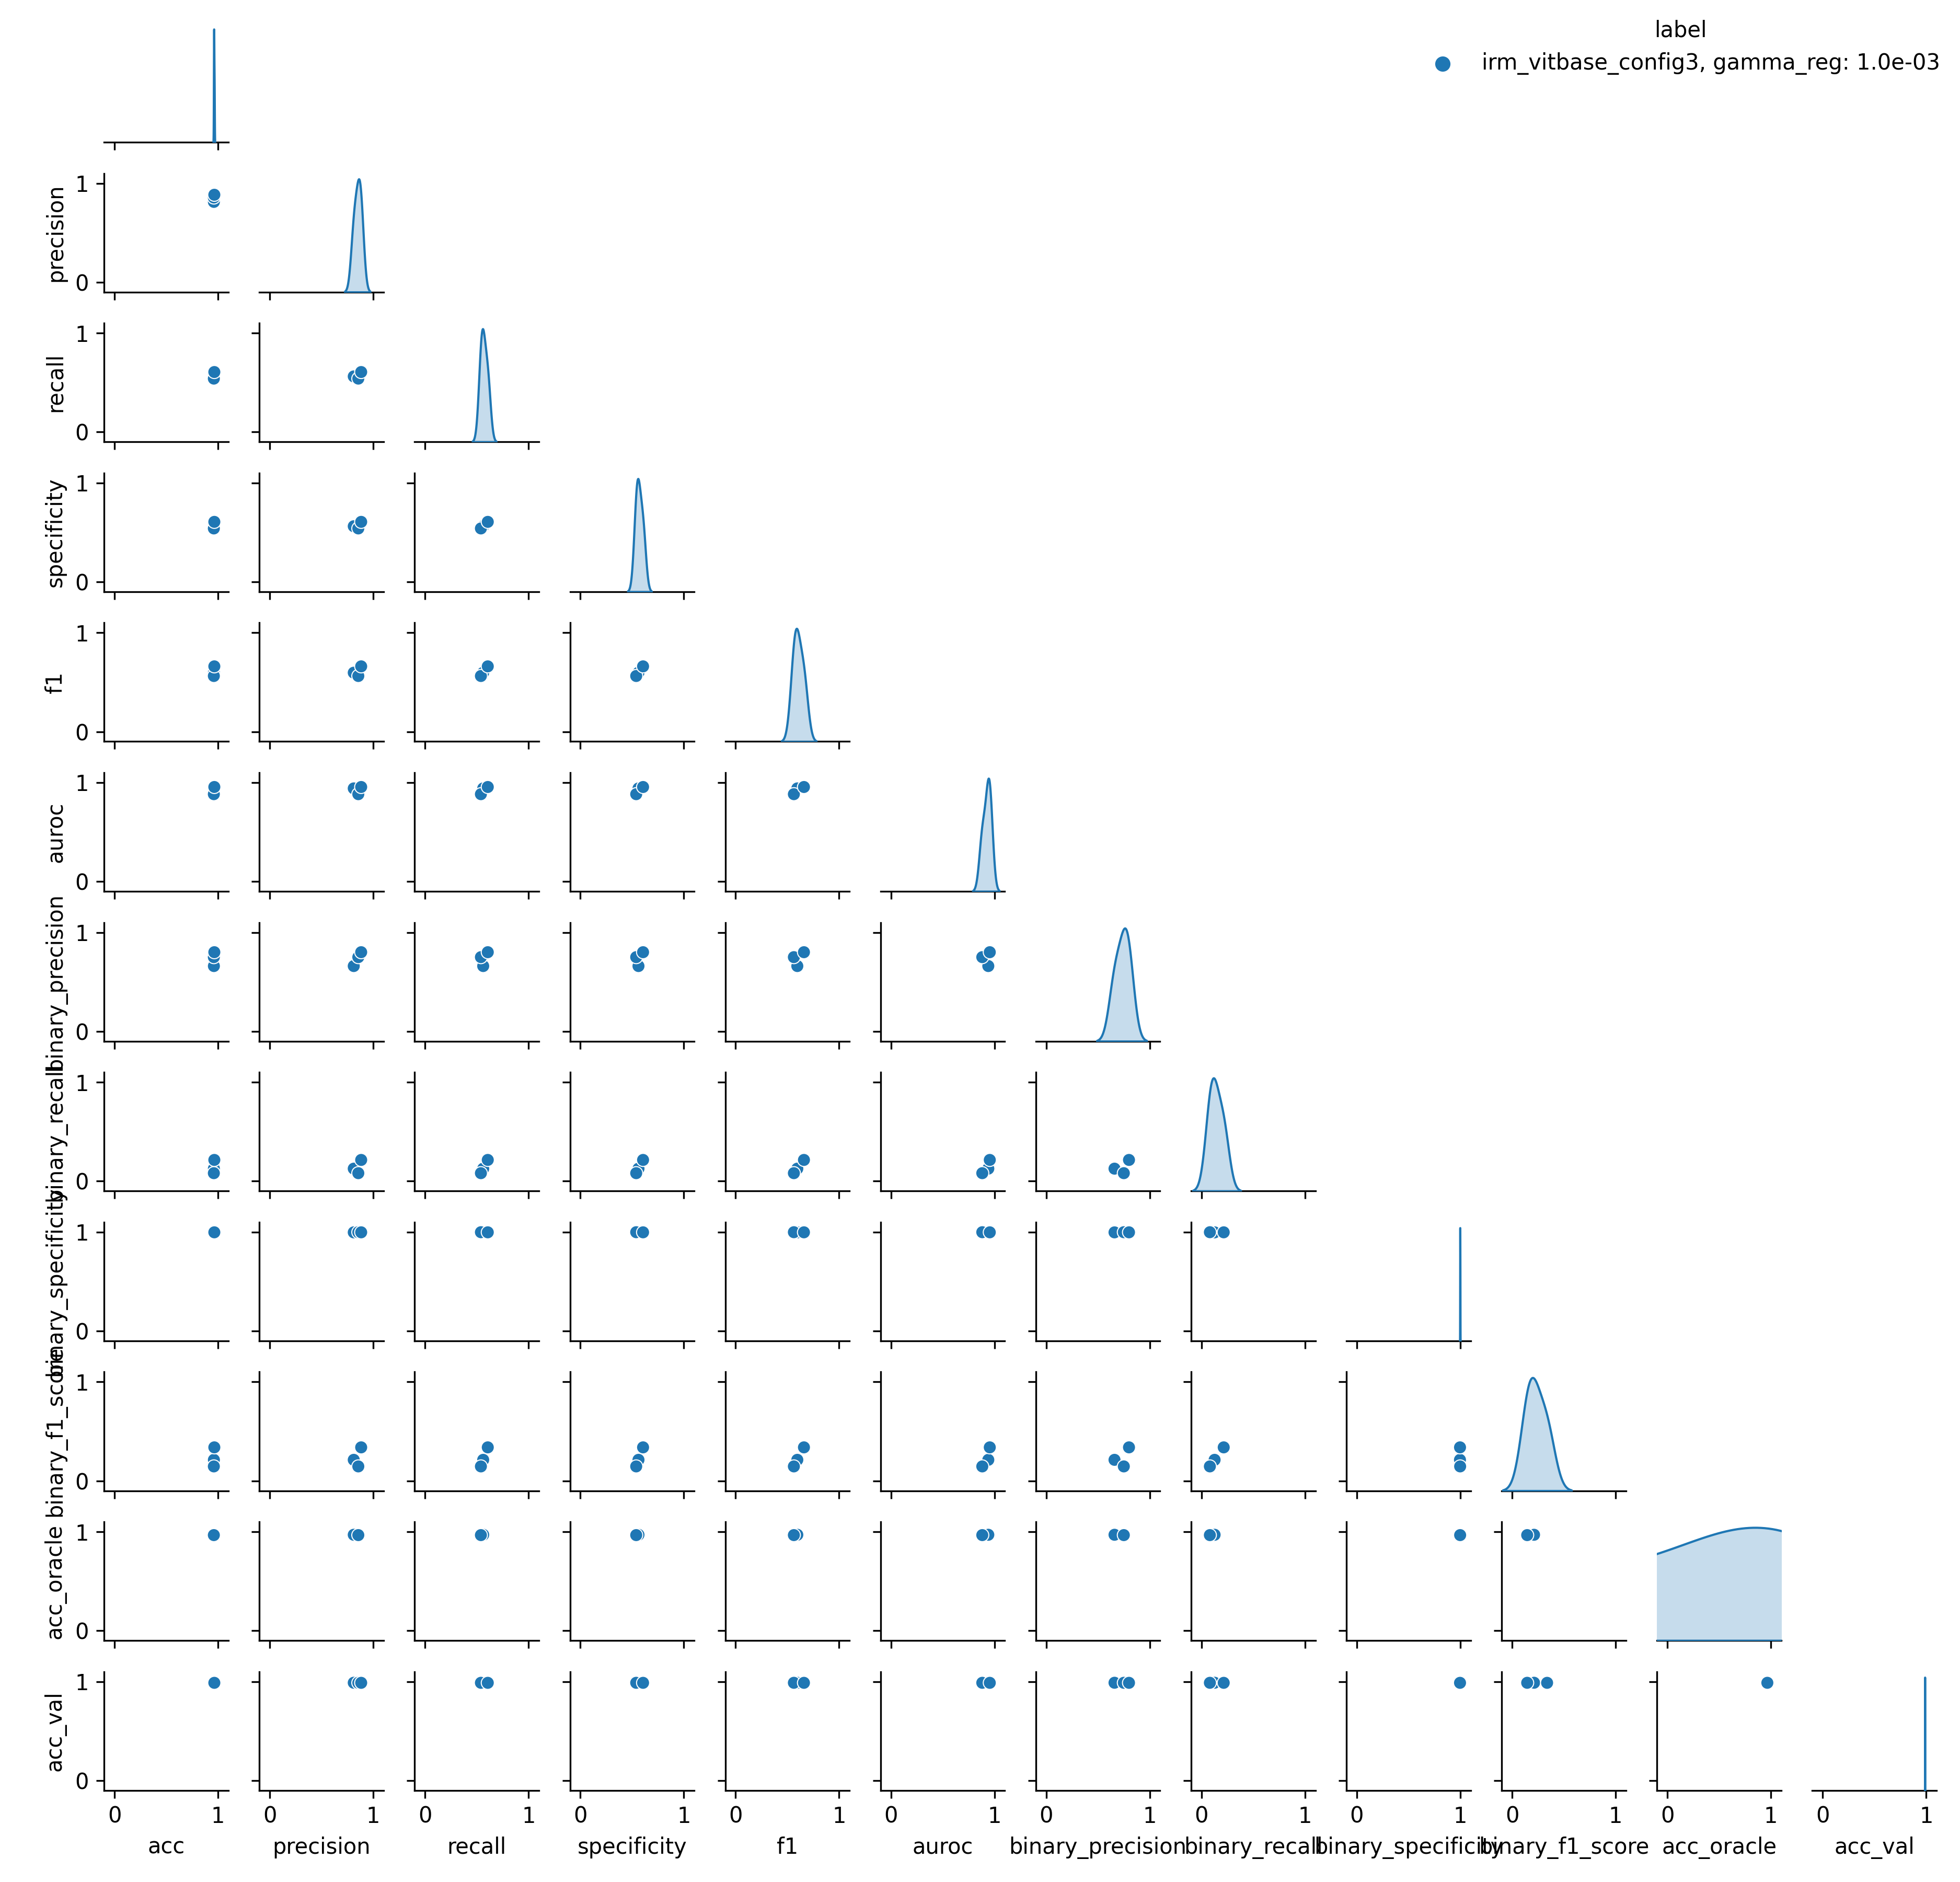 label
irm_vitbase_config3, gamma_reg: 1.0e-03
precision
1
0
recall
1
0
specificity
1
0
f1
1
0
auroc
1
0
binary_precision
1
0
binary_recall
1
0
binary_specificity
1
0
binary_f1_score
1
0
acc_oracle
1
0
acc_val
1
0
0 1 0 1 0 1 0 1 0 1 0 1 0 1 0 1 0 1 0 1 0 1 0 1
acc precision recall specificity f1 auroc binary_precision binary_recall binary_specificity binary_f1_score acc_oracle acc_val